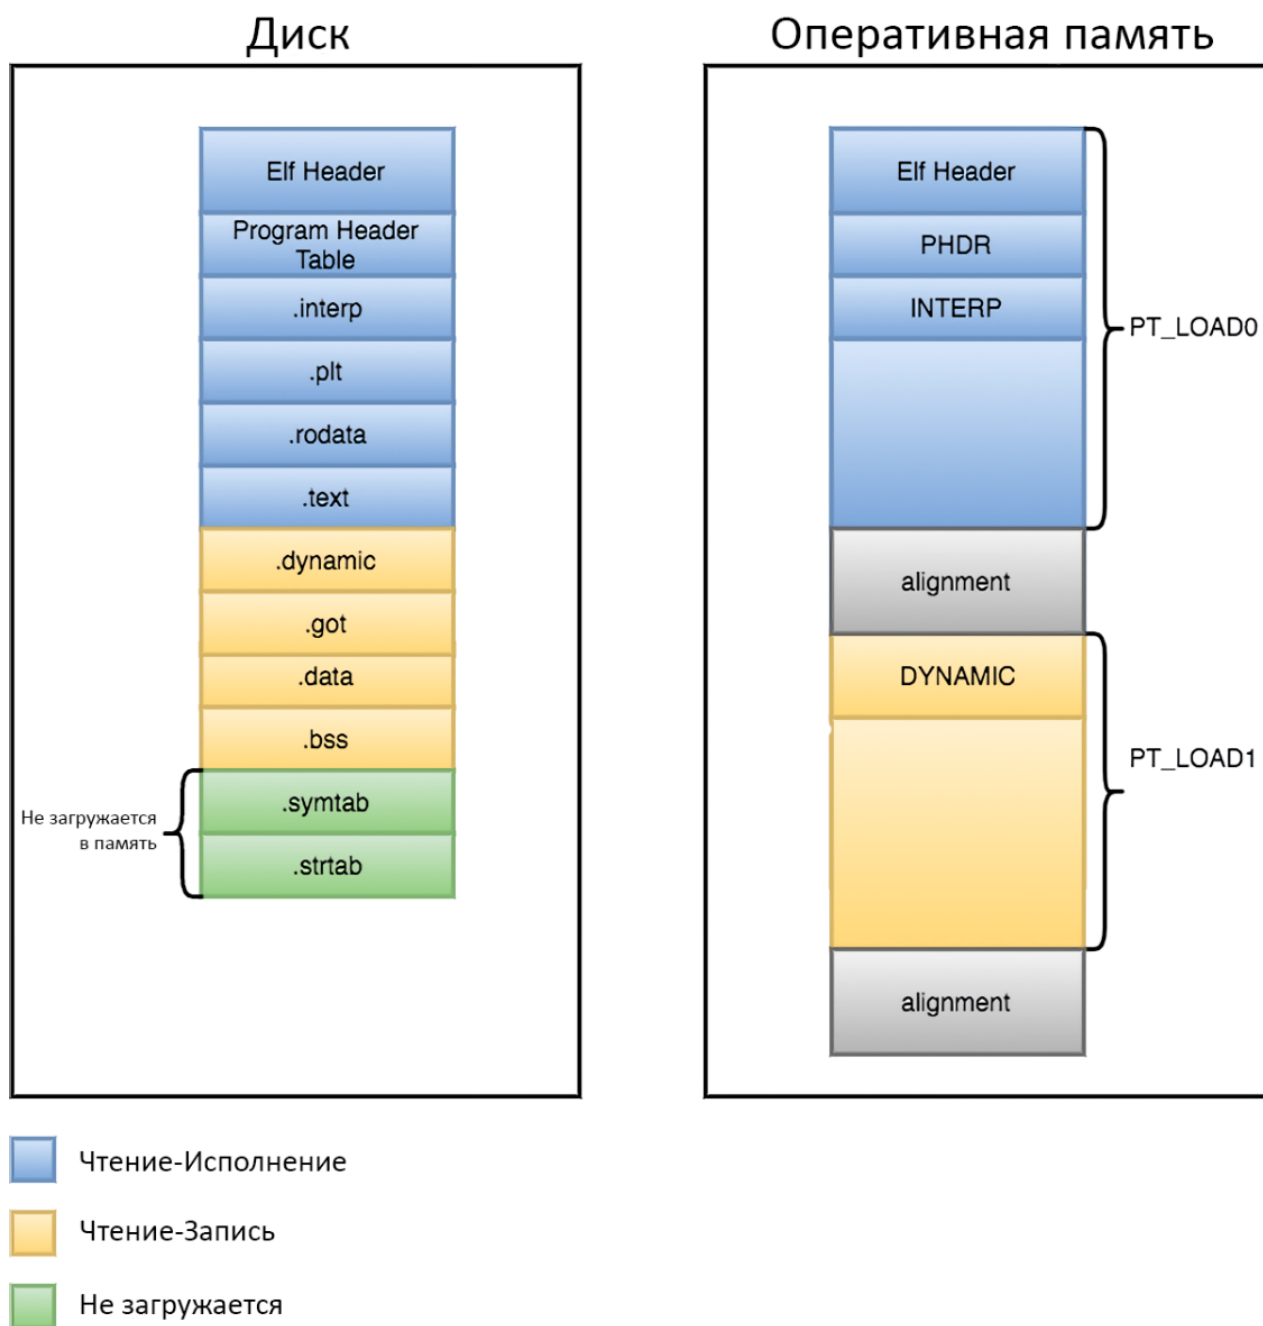 Диск
Elf Header
Program Header
Table
.interp
.plt
.rodata
.text
.dynamic
.got
.data
.bss
.symtab
.strtab
Не загружается
в память
Оперативная память
Elf Header
PHDR
INTERP
PT_LOAD0
alignment
DYNAMIC
PT_LOAD1
alignment
Чтение-Исполнение
Чтение-Запись
Не загружается